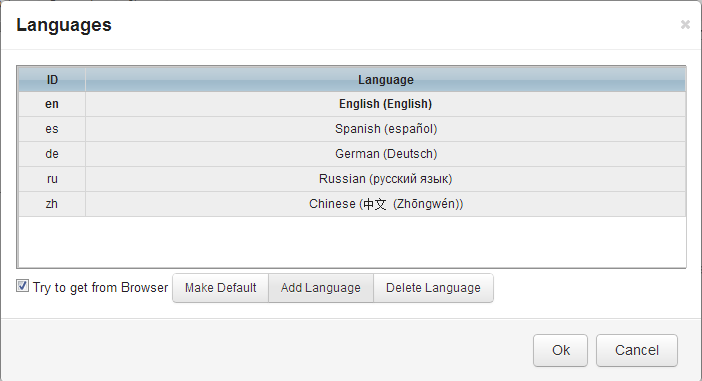 Languages
×
ID Language
en English (English)
es Spanish (español)
de German (Deutsch)
ru Russian (русский язык)
zh Chinese (中文 (Zhōngwén))
Try to get from Browser Make Default Add Language Delete Language
Ok Cancel